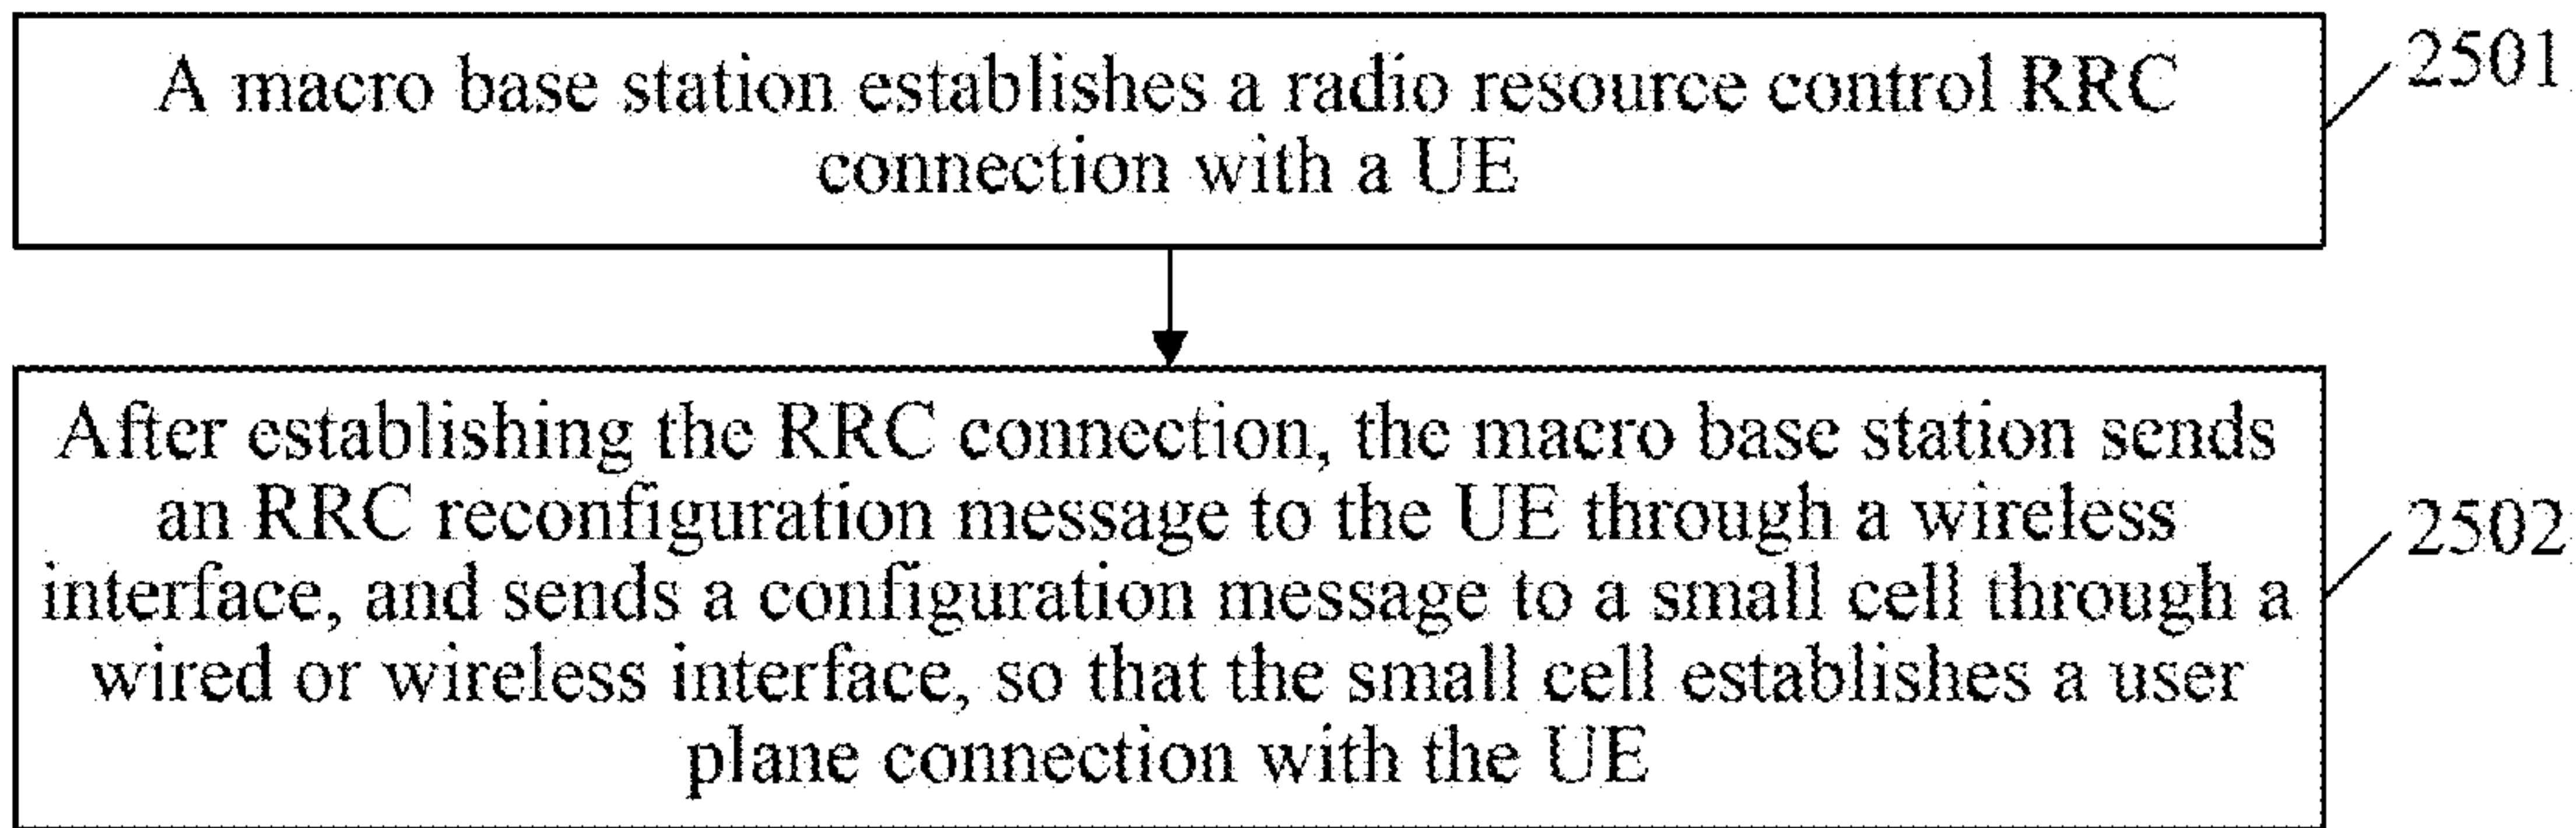 A macro base station establishes a radio resource control RRC
connection with a UE
2501
After establishing the RRC connection, the macro base station sends
an RRC reconfiguration message to the UE through a wireless
interface, and sends a configuration message to a small cell through a
wired or wireless interface, so that the small cell establishes a user
plane connection with the UE
2502